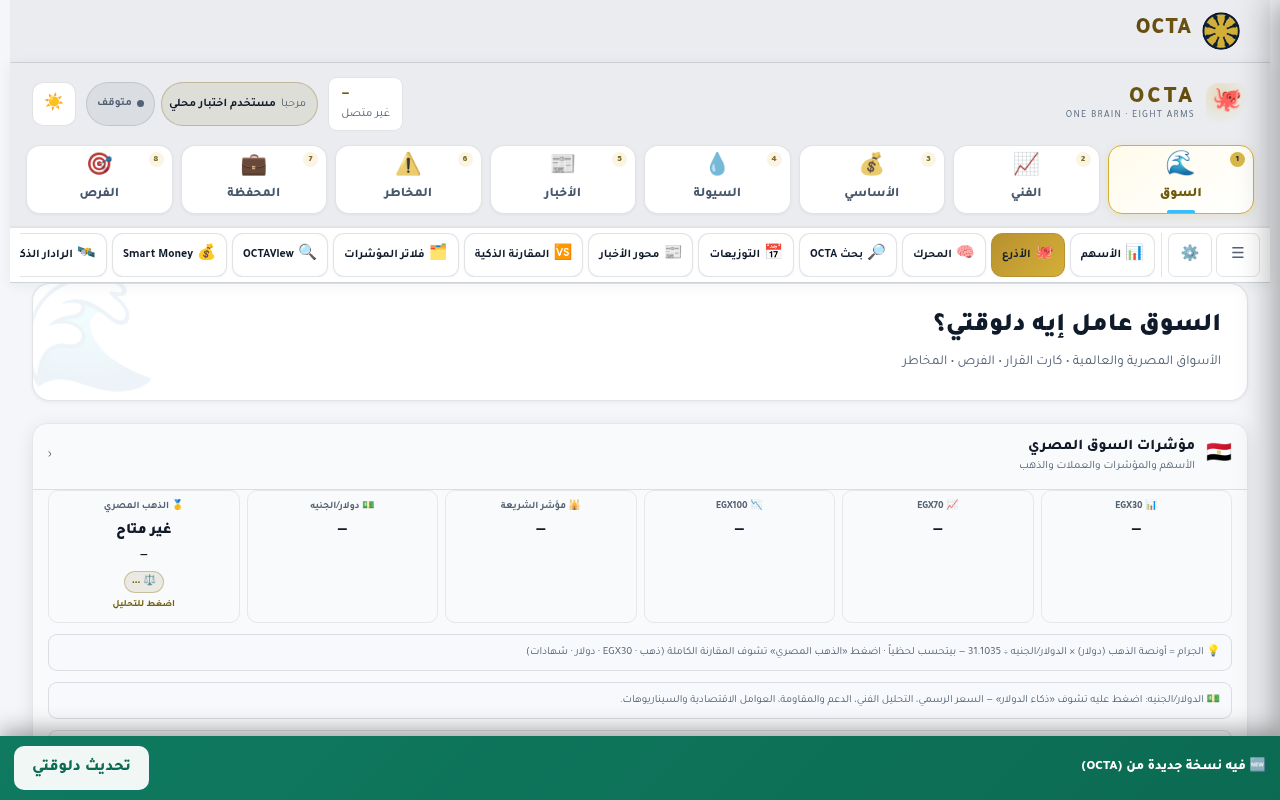 OCTA
OCTA
ONE BRAIN · EIGHT ARMS
—
غير متصل
مرحبا مستخدم اختبار محلي
متوقف
1
السوق
2
الفني
3
الأساسي
4
السيولة
5
الأخبار
6
المخاطر
7
المحفظة
8
الفرص
الأسهم
الأذرع
المحرك
بحث OCTA
التوزيعات
محور الأخبار
المقارنة الذكية
فلاتر المؤشرات
OCTAView
Smart Money
الرادار الذك
السوق عامل إيه دلوقتي؟
الأسواق المصرية والعالمية • كارت القرار • الفرص • المخاطر
مؤشرات السوق المصري
الأسهم والمؤشرات والعملات والذهب
EGX30
—
EGX70
—
EGX100
—
مؤشر الشريعة
—
دولار/الجنيه
—
الذهب المصري
غير متاح
—
...
اضغط للتحليل
الجرام = أونصة الذهب (دولار) × الدولار/الجنيه ÷ 31.1035 — بيتحسب لحظياً · اضغط «الذهب المصري» تشوف المقارنة الكاملة (ذهب · EGX30 · دولار · شهادات)
الدولار/الجنيه: اضغط عليه تشوف «ذكاء الدولار» — السعر الرسمي، التحليل الفني، الدعم والمقاومة، العوامل الاقتصادية والسيناريوهات.
فيه نسخة جديدة من (OCTA)
تحديث دلوقتي